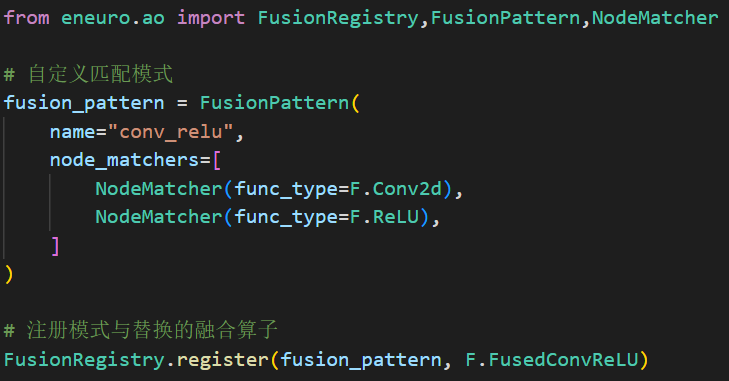 from eneuro.ao import FusionRegistry,FusionPattern,NodeMatcher
# 自定义匹配模式
fusion_pattern = FusionPattern(
    name="conv_relu",
    node_matchers=[
        NodeMatcher(func_type=F.Conv2d),
        NodeMatcher(func_type=F.ReLU),
    ]
)
# 注册模式与替换的融合算子
FusionRegistry.register(fusion_pattern, F.FusedConvReLU)